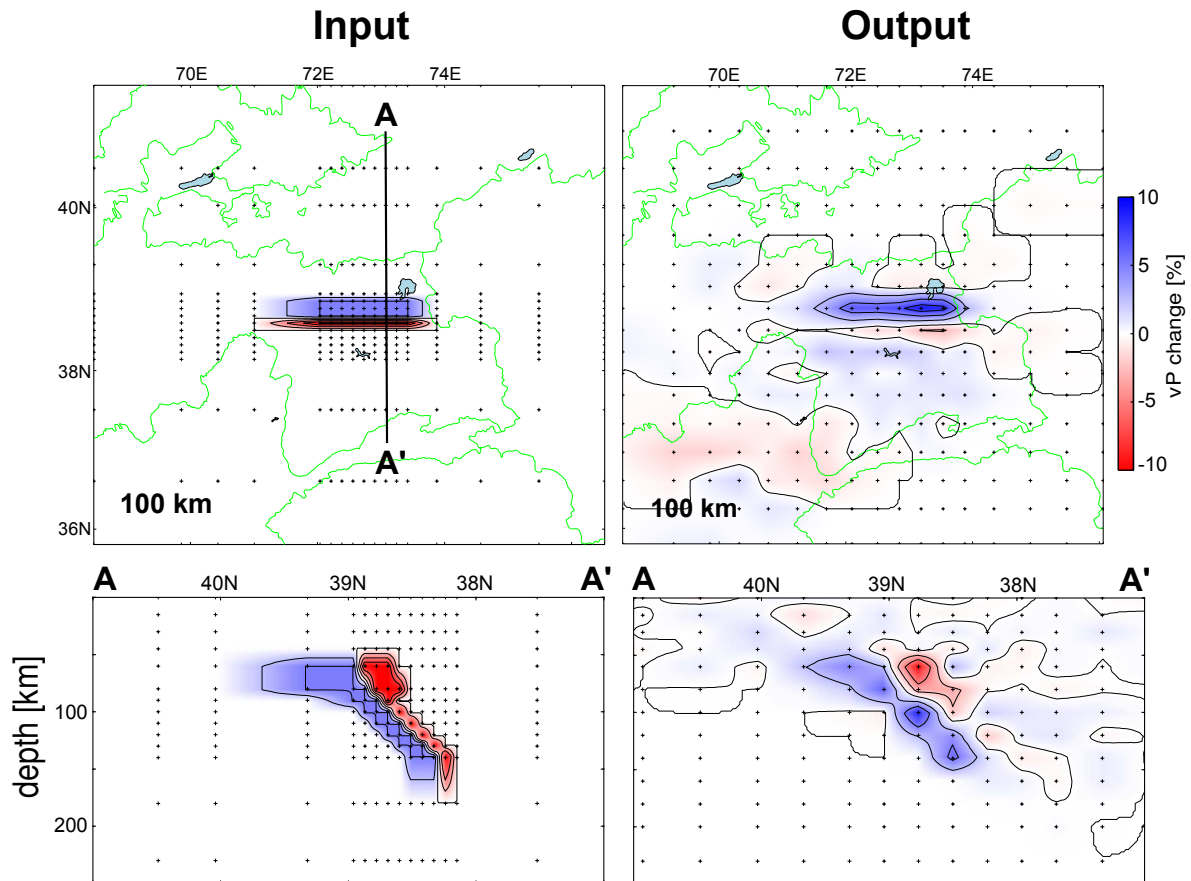 Input
Output
70E 72E 74E
70E 72E 74E
A
A'
40N
38N
36N
100 km
100 km
10
5
0
-5
-10
vP change [%]
A 40N 39N 38N A'
A 40N 39N 38N A'
depth [km]
100
200